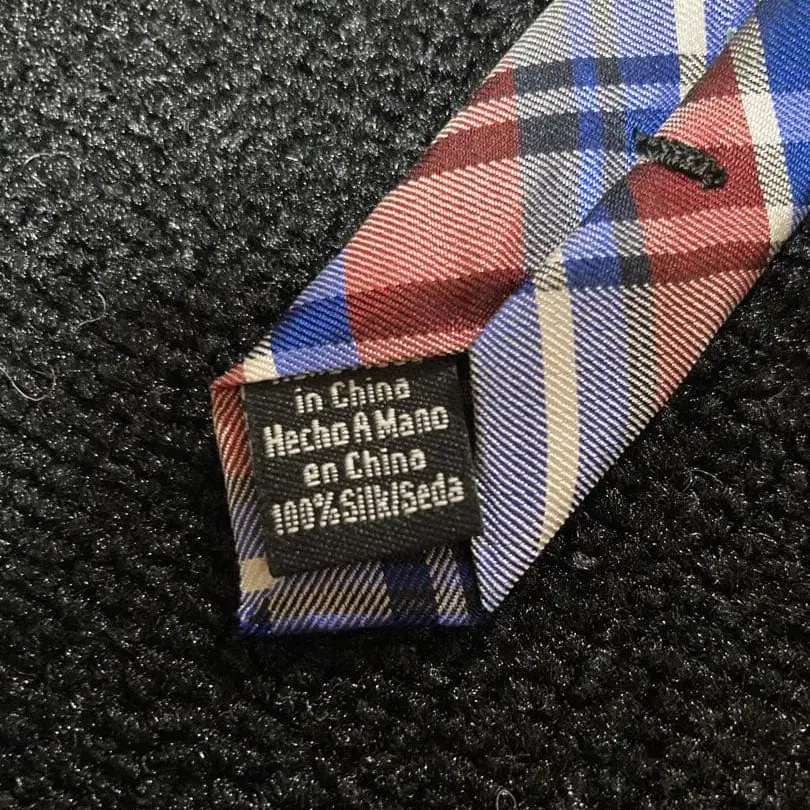 in China
Hecho A Mano
en China
100%Silk/Seda